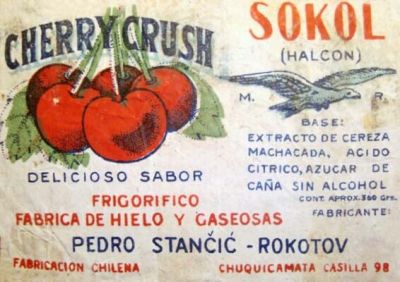 CHERRY CRUSH
SOKOL
(HALCON)
M. R.
BASE:
EXTRACTO DE CEREZA
MACHACADA, ACIDO
CITRICO, AZUCAR DE
CAÑA SIN ALCOHOL
CONT. APROX. 360 Grs.
FABRICANTE:
DELICIOSO SABOR
FRIGORIFICO
FABRICA DE HIELO Y GASEOSAS
PEDRO STANČIĆ - ROKOTOV
FABRICACION CHILENA
CHUQUICAMATA CASILLA 98